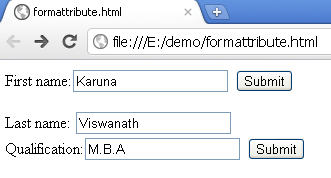 formattribute.html
file:///E:/demo/formattribute.html
First name: Karuna Submit
Last name: Viswanath
Qualification: M.B.A Submit